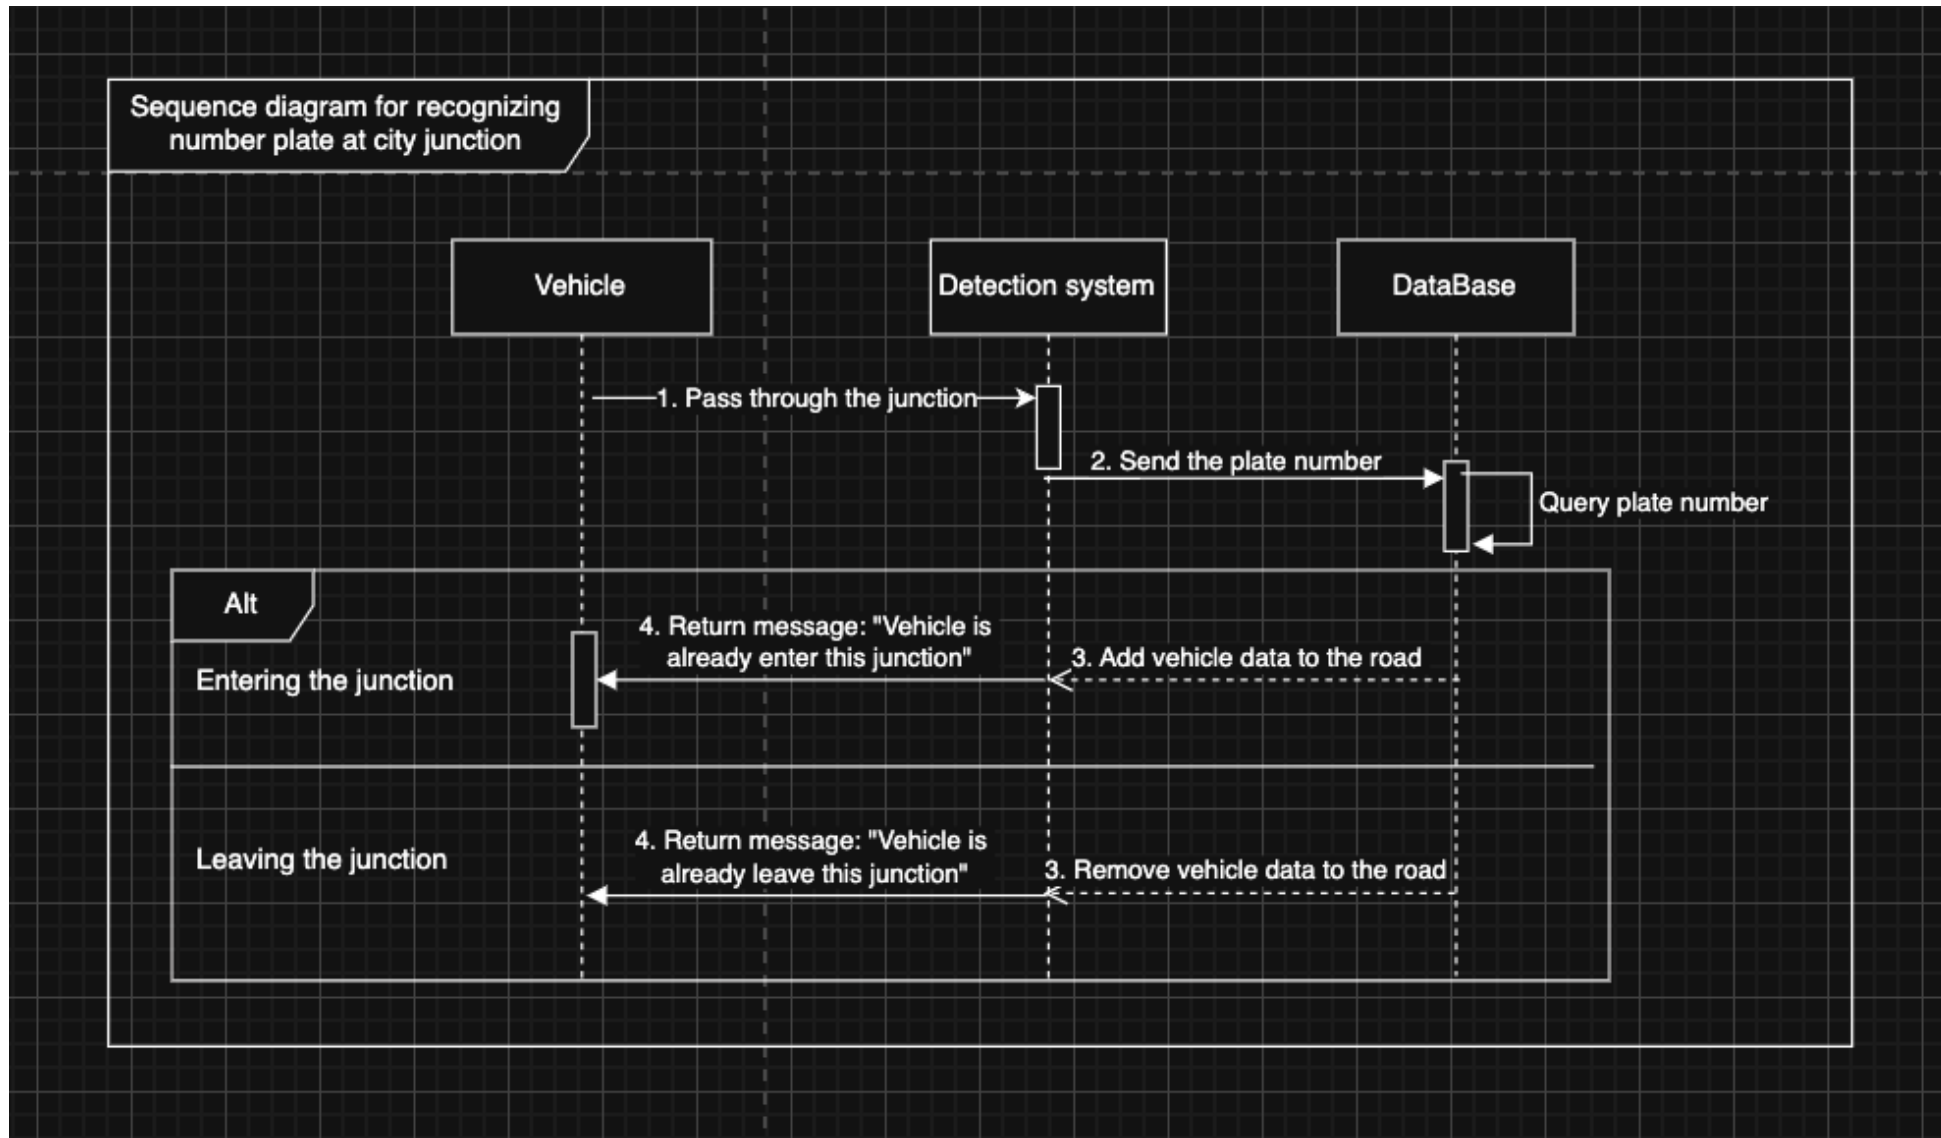 Sequence diagram for recognizing
number plate at city junction
Vehicle
Detection system
DataBase
1. Pass through the junction
2. Send the plate number
Query plate number
Alt
4. Return message: "Vehicle is
already enter this junction"
3. Add vehicle data to the road
Entering the junction
4. Return message: "Vehicle is
already leave this junction"
3. Remove vehicle data to the road
Leaving the junction